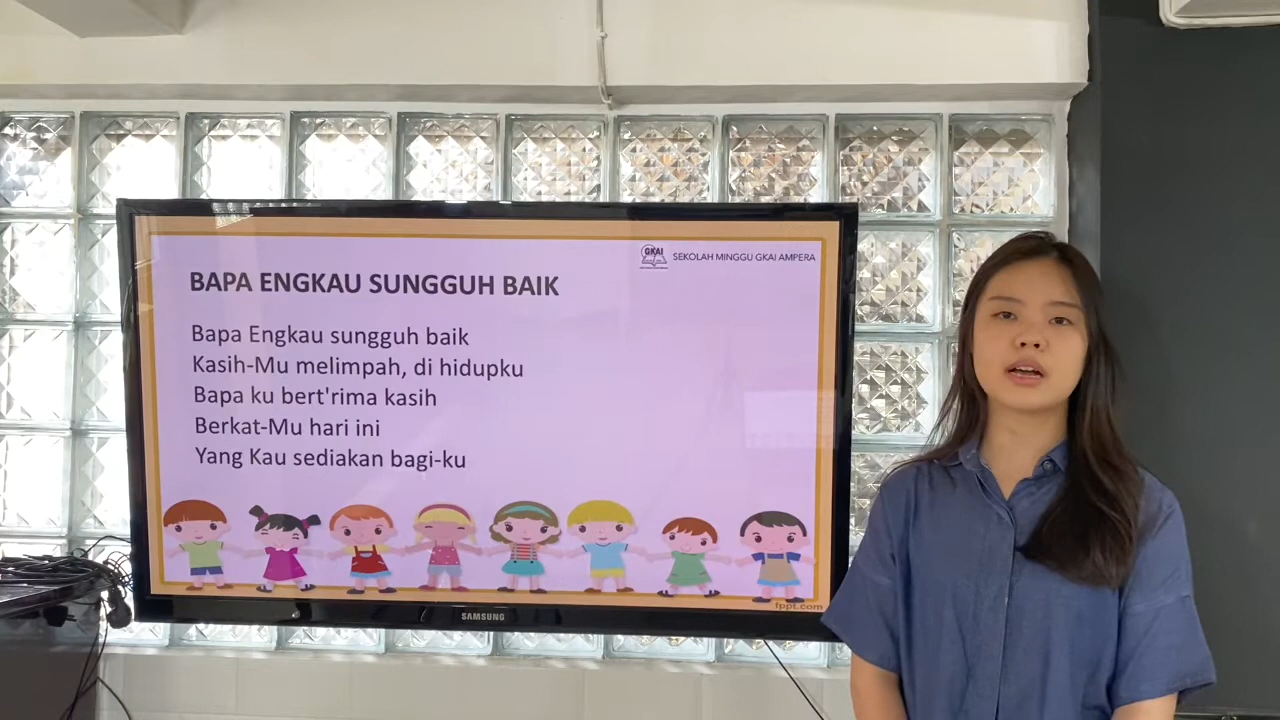 GKAI
SEKOLAH MINGGU GKAI AMPERA
BAPA ENGKAU SUNGGUH BAIK
Bapa Engkau sungguh baik
Kasih-Mu melimpah, di hidupku
Bapa ku bert'rima kasih
Berkat-Mu hari ini
Yang Kau sediakan bagi-ku
fppt.com
SAMSUNG